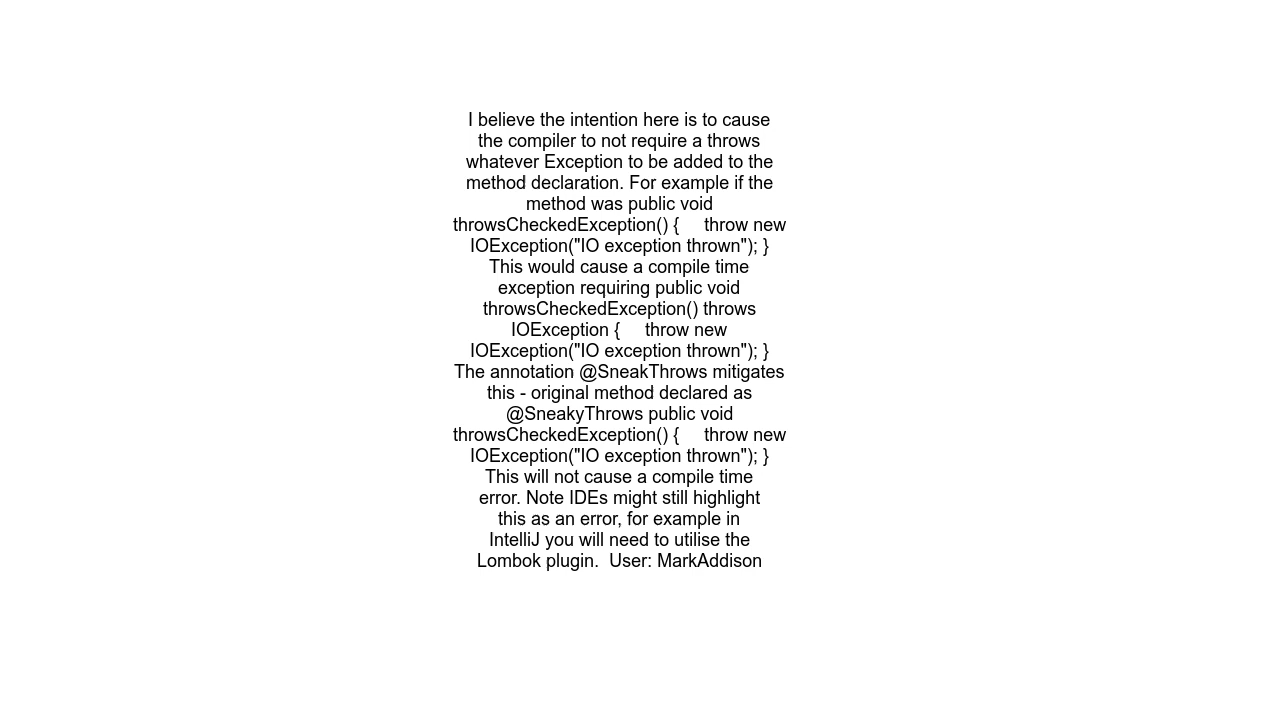 I believe the intention here is to cause
the compiler to not require a throws
whatever Exception to be added to the
method declaration. For example if the
method was public void
throwsCheckedException() {     throw new
IOException("IO exception thrown"); }
This would cause a compile time
exception requiring public void
throwsCheckedException() throws
IOException {     throw new
IOException("IO exception thrown"); }
The annotation @SneakThrows mitigates
this - original method declared as
@SneakyThrows public void
throwsCheckedException() {     throw new
IOException("IO exception thrown"); }
This will not cause a compile time
error. Note IDEs might still highlight
this as an error, for example in
IntelliJ you will need to utilise the
Lombok plugin.  User: MarkAddison